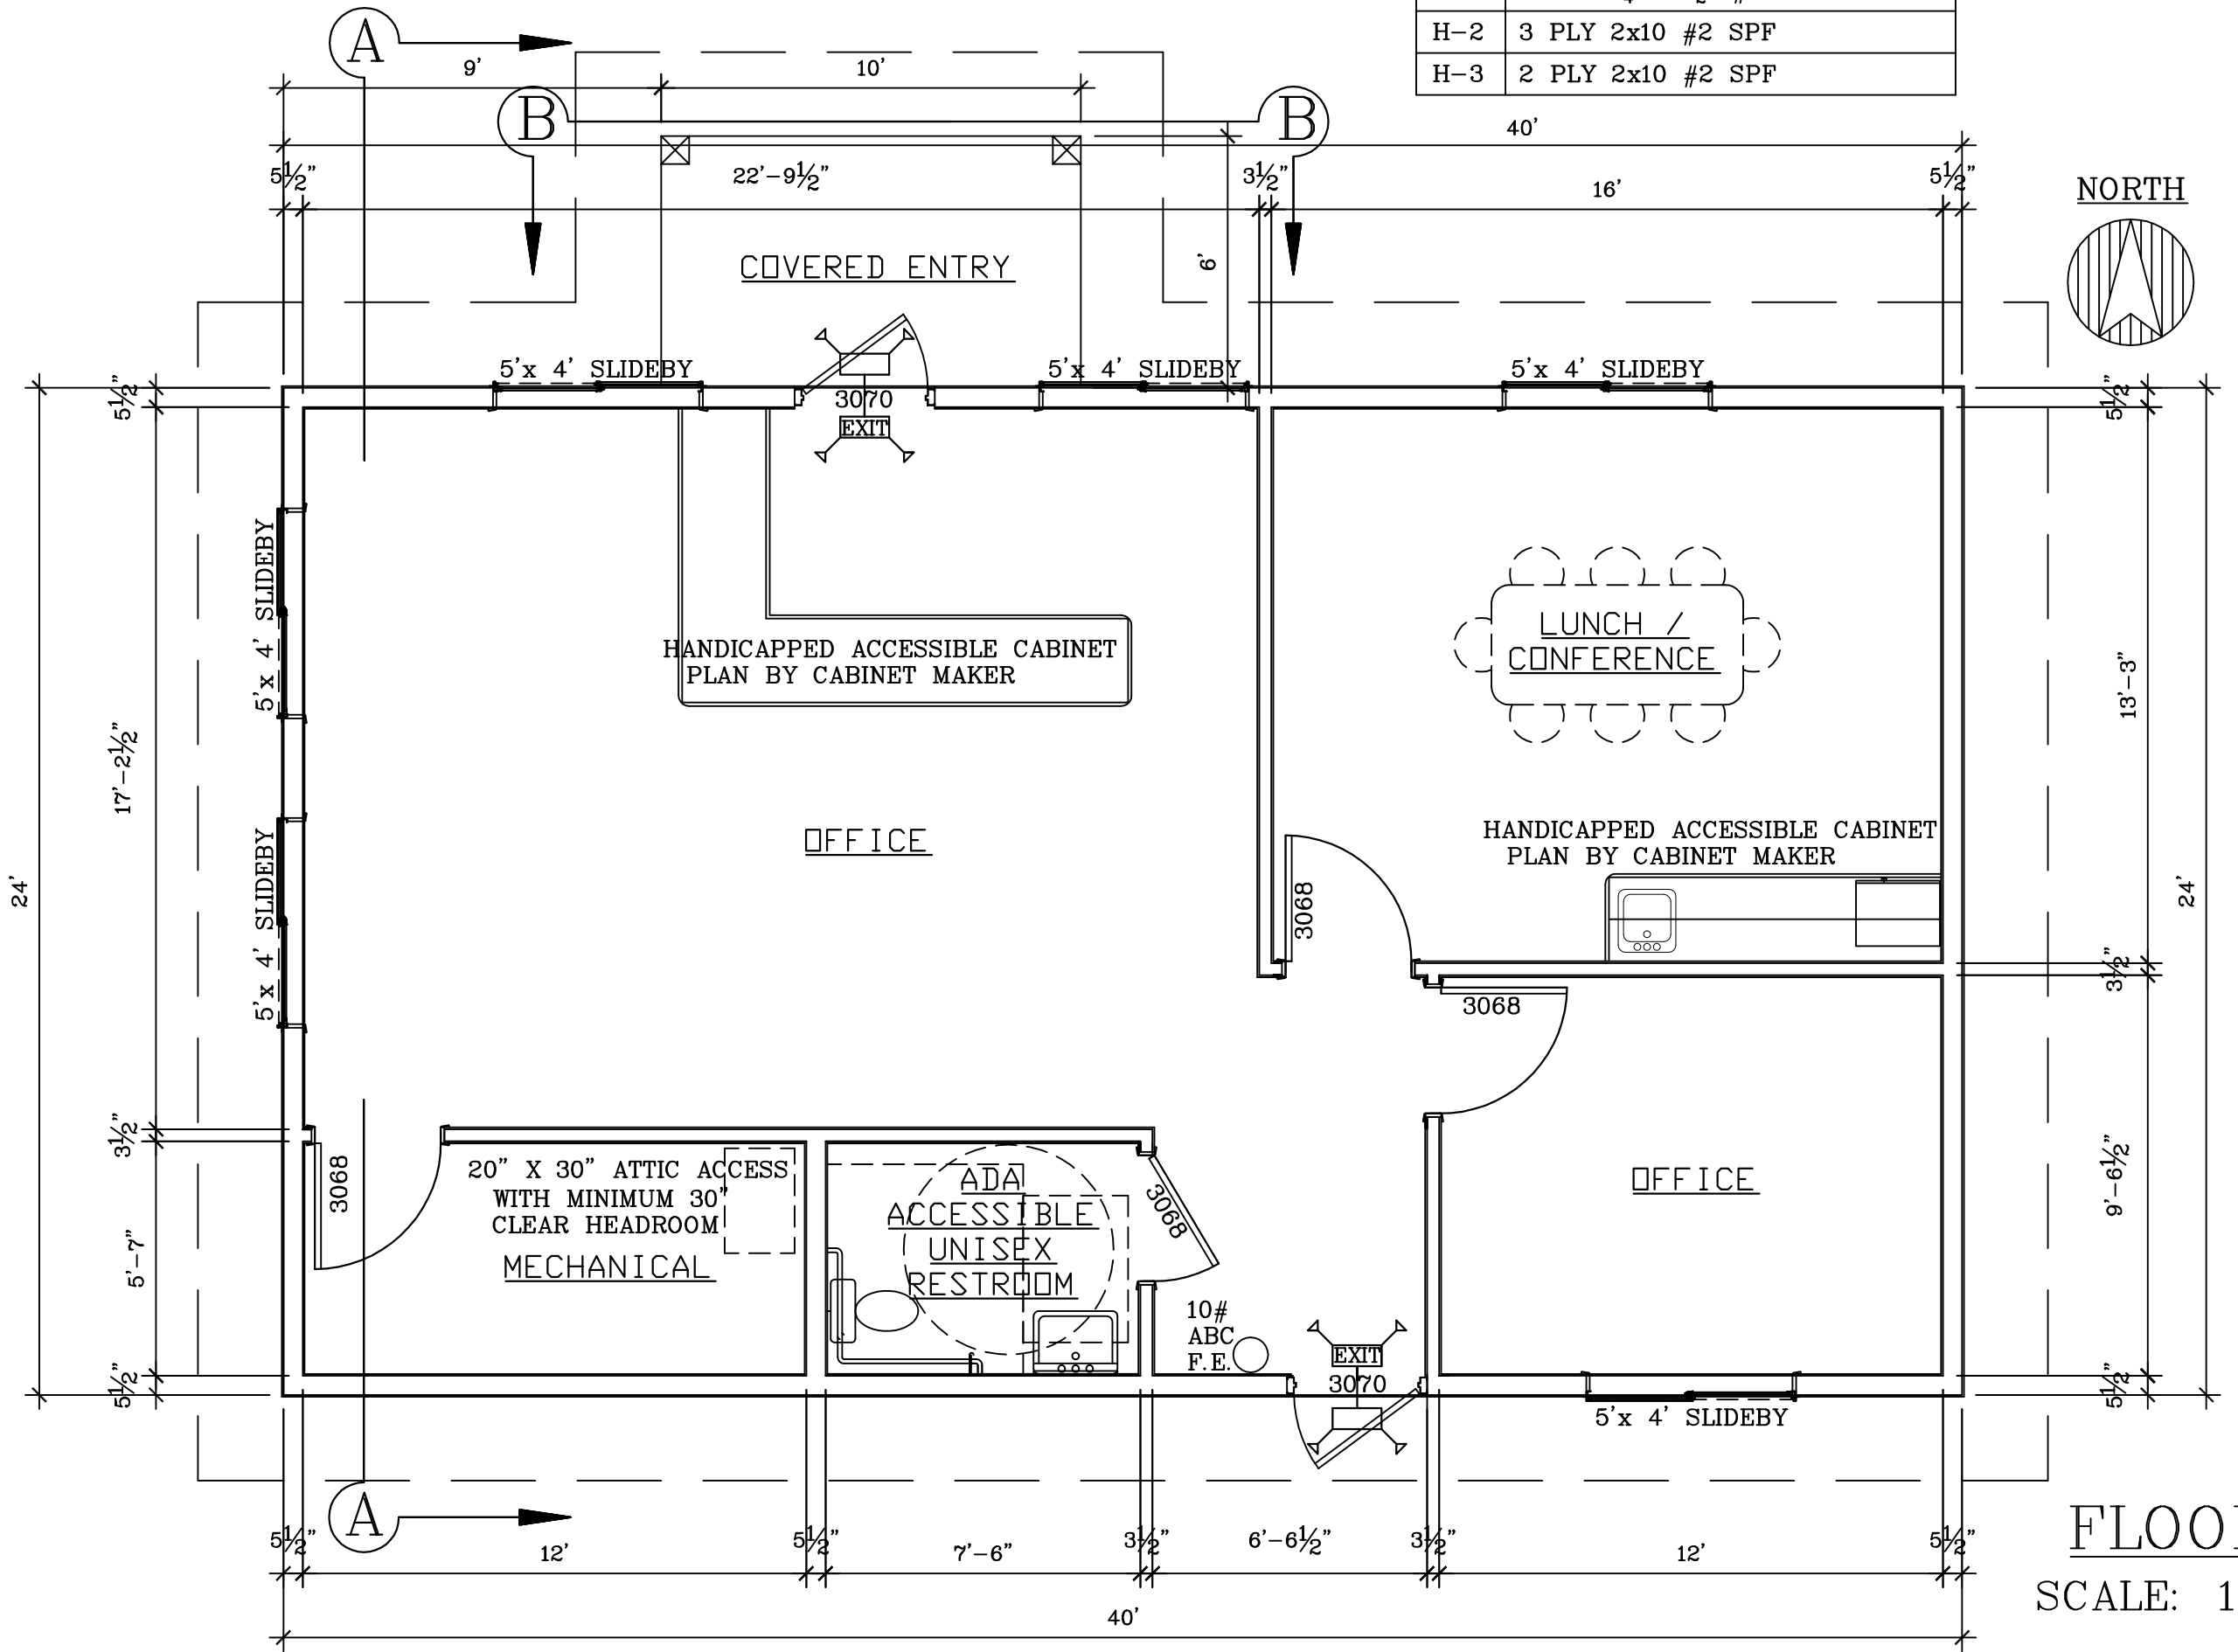 H-2 3 PLY 2x10 #2 SPF
H-3 2 PLY 2x10 #2 SPF
A
9'
10'
B
B
40'
5½"
22'-9½"
3½"
16'
5½"
NORTH
COVERED ENTRY
6'
5'x 4' SLIDEBY
5'x 4' SLIDEBY
5'x 4' SLIDEBY
3070
EXIT
5½"
5½"
5'x 4' SLIDEBY
LUNCH /
CONFERENCE
HANDICAPPED ACCESSIBLE CABINET
PLAN BY CABINET MAKER
13'-3"
17'-2½"
OFFICE
HANDICAPPED ACCESSIBLE CABINET
PLAN BY CABINET MAKER
24'
24'
5'x 4' SLIDEBY
3068
3½"
3068
3½"
3068
20" X 30" ATTIC ACCESS
WITH MINIMUM 30"
CLEAR HEADROOM
MECHANICAL
ADA
ACCESSIBLE
UNISEX
RESTROOM
3068
OFFICE
9'-6½"
5'-7"
10#
ABC
F.E.
EXIT
3070
5½"
5½"
5'x 4' SLIDEBY
A
5½"
12'
5½"
7'-6"
3½"
6'-6½"
3½"
12'
5½"
40'
FLOO
SCALE: 1